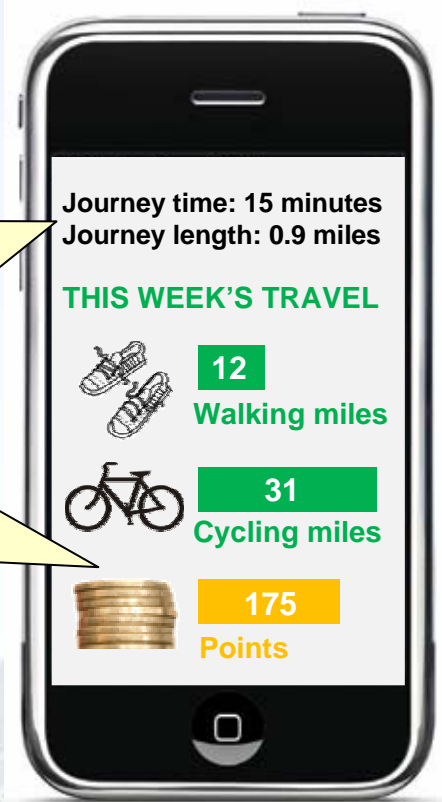 Journey time: 15 minutes
Journey length: 0.9 miles
THIS WEEK'S TRAVEL
12
Walking miles
31
Cycling miles
175
Points